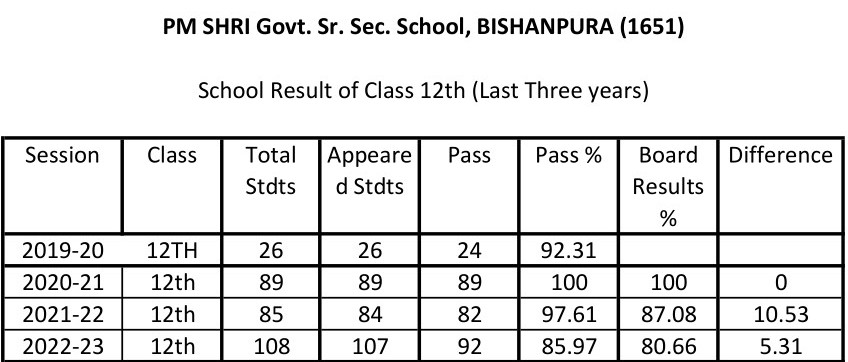 PM SHRI Govt. Sr. Sec. School, BISHANPURA (1651)
School Result of Class 12th (Last Three years)
Session Class Total Stdts Appeare d Stdts Pass Pass % Board Results % Difference
2019-20 12TH 26 26 24 92.31
2020-21 12th 89 89 89 100 100 0
2021-22 12th 85 84 82 97.61 87.08 10.53
2022-23 12th 108 107 92 85.97 80.66 5.31